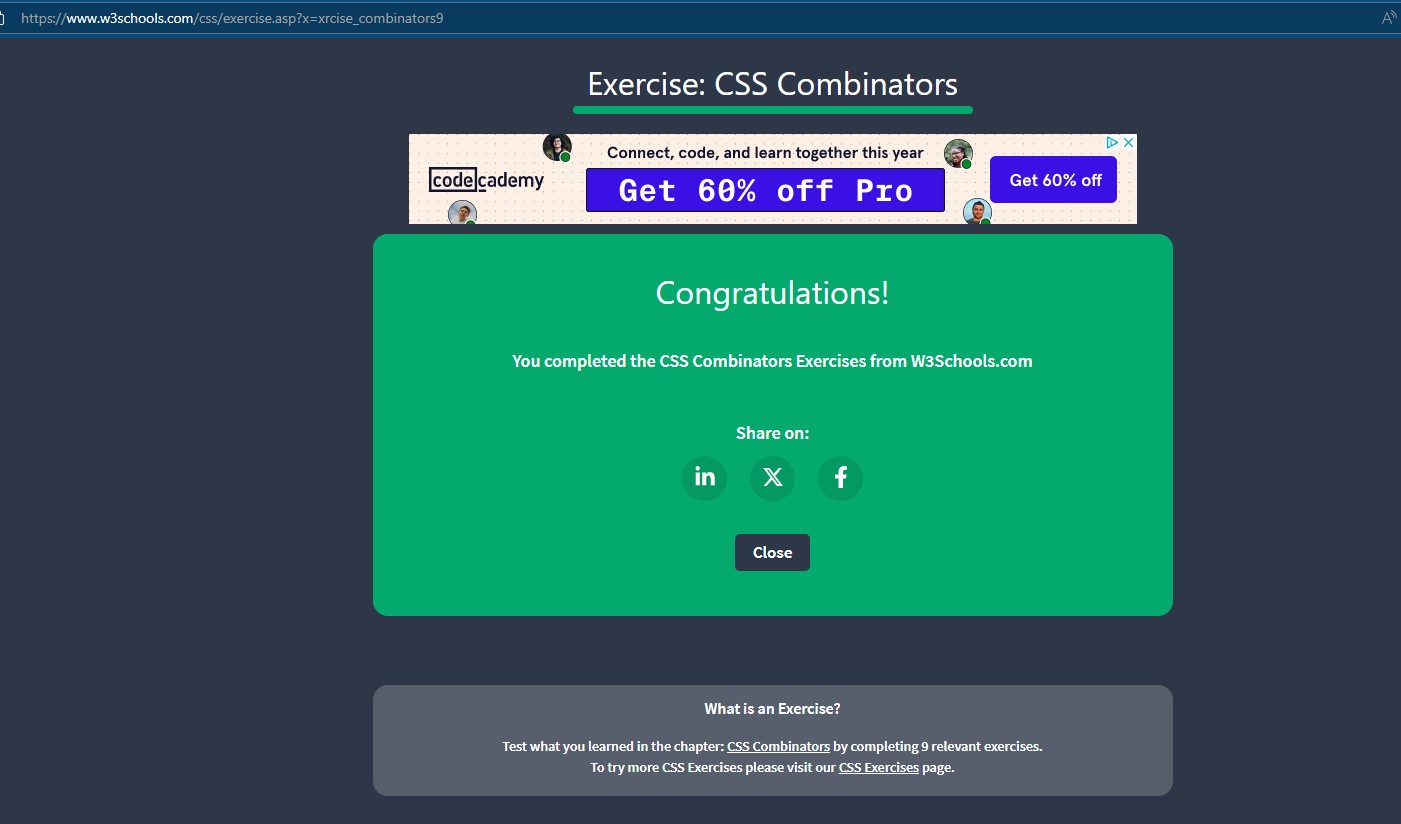 https://www.w3schools.com/css/exercise.asp?x=xrcise_combinators9
A
Exercise: CSS Combinators
Connect, code, and learn together this year
codecademy
Get 60% off Pro
Get 60% off
Congratulations!
You completed the CSS Combinators Exercises from W3Schools.com
Share on:
in
X
f
Close
What is an Exercise?
Test what you learned in the chapter: CSS Combinators by completing 9 relevant exercises.
To try more CSS Exercises please visit our CSS Exercises page.